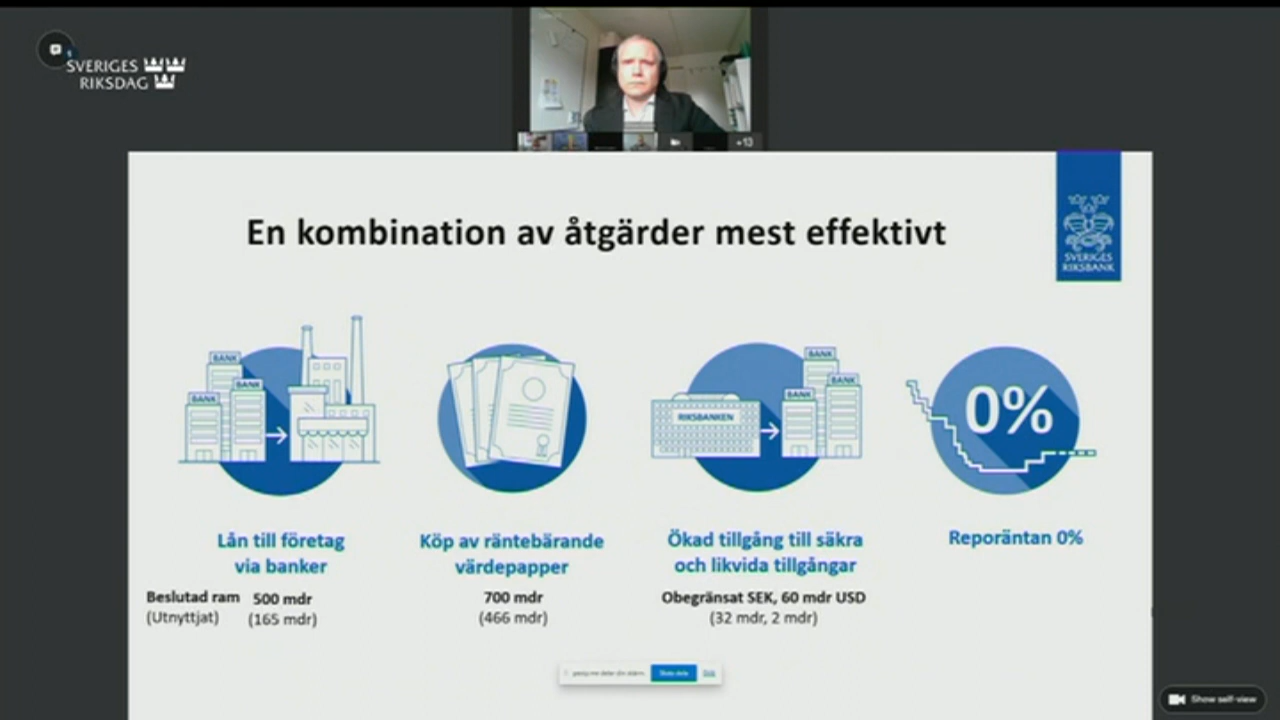 SVERIGES
RIKSDAG
+13
En kombination av åtgärder mest effektivt
SVERIGES
RIKSBANK
BANK
BANK
BANK
RIKSBANKEN
BANK
BANK
BANK
0%
Lån till företag
via banker
Köp av räntebärande
värdepapper
Ökad tillgång till säkra
och likvida tillgångar
Reporäntan 0%
Beslutad ram 500 mdr
(Utnyttjat) (165 mdr)
700 mdr
(466 mdr)
Obegränsat SEK, 60 mdr USD
(32 mdr, 2 mdr)
Show self-view